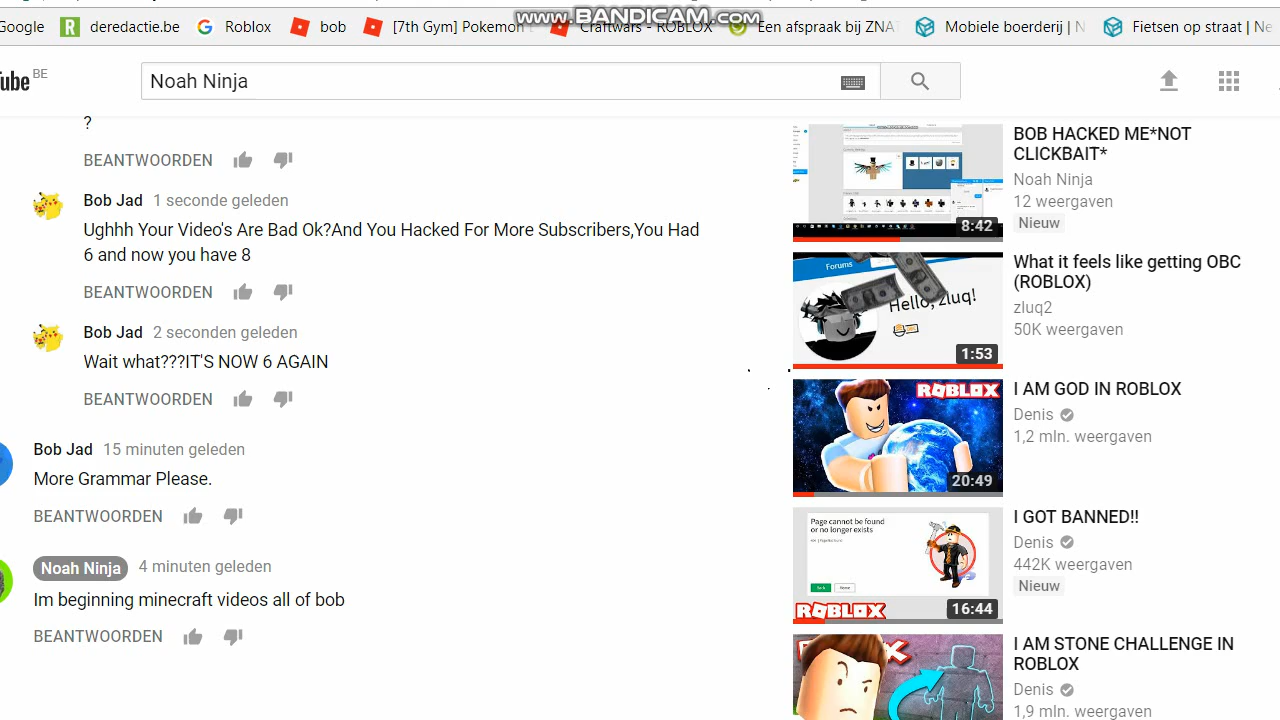 www.BANDICAM.com
Google deredactie.be Roblox bob [7th Gym] Pokemon Craftwars - ROBLOX Een afspraak bij ZNA Mobiele boerderij | N Fietsen op straat | Ne
Tube BE
Noah Ninja
?
BEANTWOORDEN
Bob Jad 1 seconde geleden
Ughhh Your Video's Are Bad Ok?And You Hacked For More Subscribers,You Had
6 and now you have 8
BEANTWOORDEN
Bob Jad 2 seconden geleden
Wait what???IT'S NOW 6 AGAIN
BEANTWOORDEN
Bob Jad 15 minuten geleden
More Grammar Please.
BEANTWOORDEN
Noah Ninja 4 minuten geleden
Im beginning minecraft videos all of bob
BEANTWOORDEN
8:42
BOB HACKED ME*NOT
CLICKBAIT*
Noah Ninja
12 weergaven
Nieuw
Forums
Hello, zluq!
1:53
What it feels like getting OBC
(ROBLOX)
zluq2
50K weergaven
ROBLOX
20:49
I AM GOD IN ROBLOX
Denis
1,2 mln. weergaven
Page cannot be found
or no longer exists
ROBLOX
16:44
I GOT BANNED!!
Denis
442K weergaven
Nieuw
I AM STONE CHALLENGE IN
ROBLOX
Denis
1,9 mln. weergaven